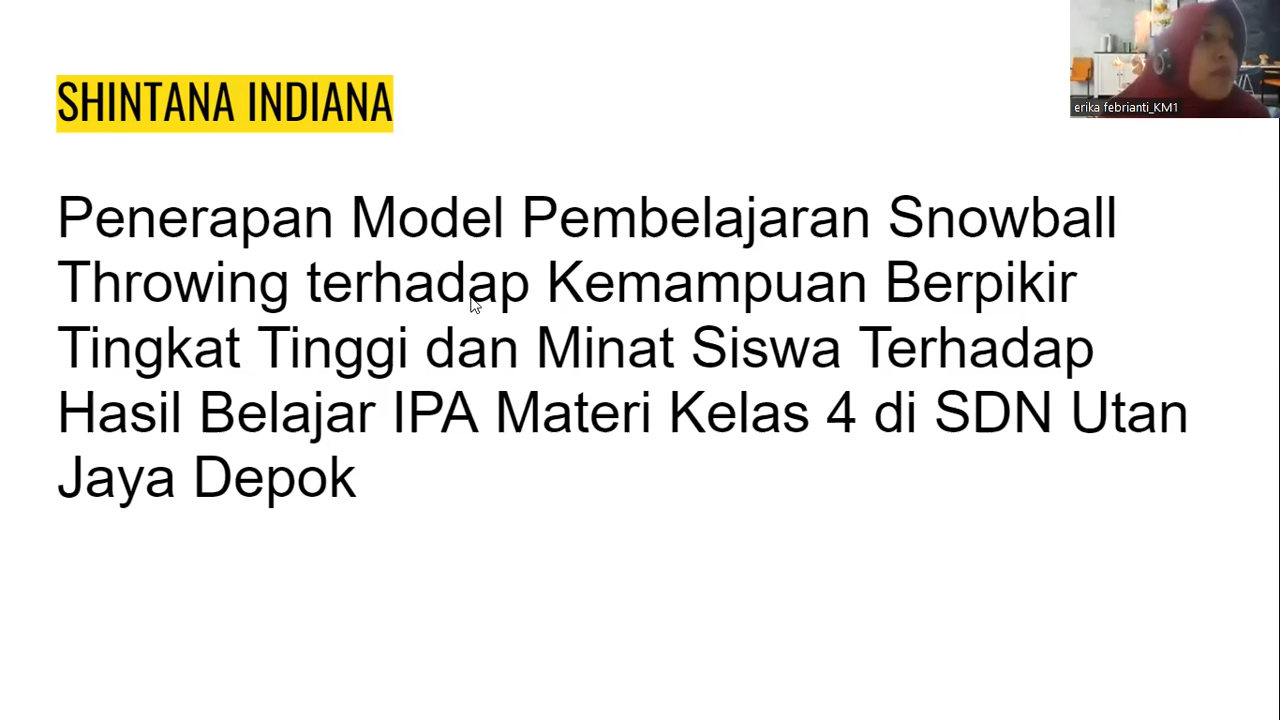 SHINTANA INDIANA
erika febrianti_KM1
Penerapan Model Pembelajaran Snowball
Throwing terhadap Kemampuan Berpikir
Tingkat Tinggi dan Minat Siswa Terhadap
Hasil Belajar IPA Materi Kelas 4 di SDN Utan
Jaya Depok